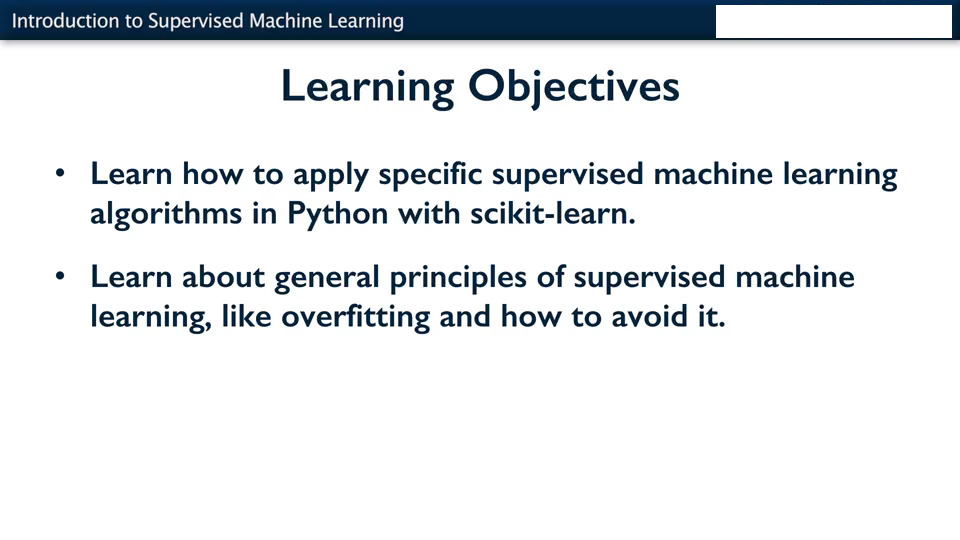 Introduction to Supervised Machine Learning
Learning Objectives
• Learn how to apply specific supervised machine learning
algorithms in Python with scikit-learn.
• Learn about general principles of supervised machine
learning, like overfitting and how to avoid it.